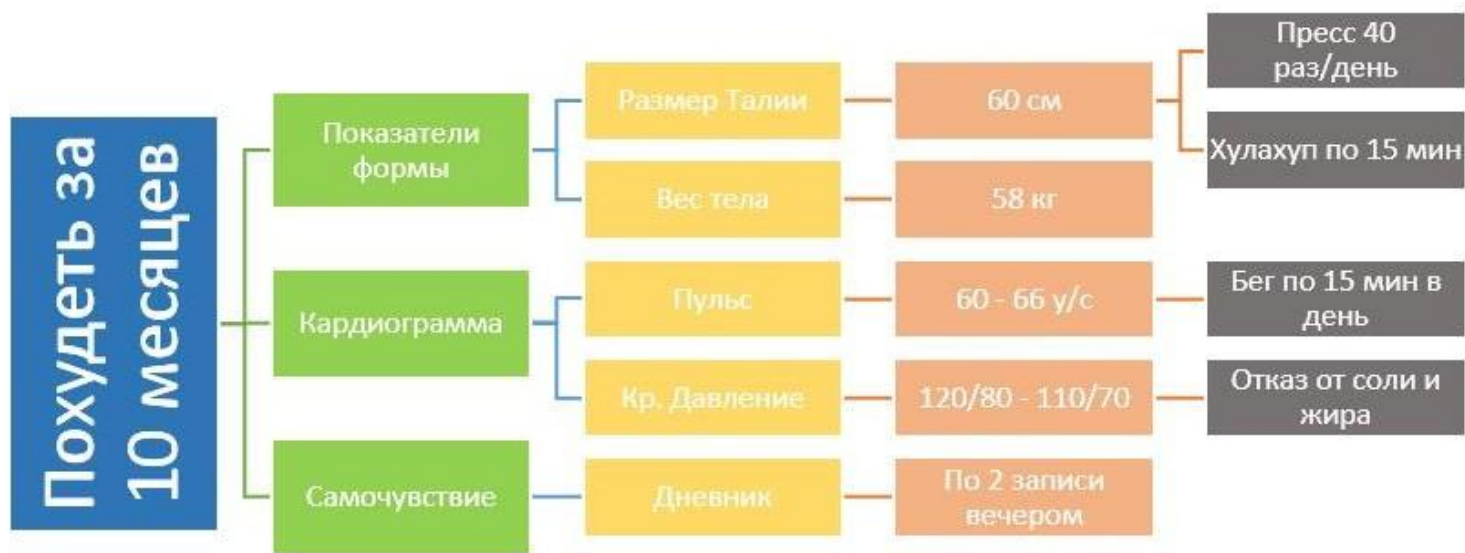 Похудеть за
10 месяцев
Показатели
формы
Размер Талии
60 см
Пресс 40
раз/день
Хулахуп по 15 мин
Вес тела
58 кг
Кардиограмма
Пульс
60 - 66 у/с
Бег по 15 мин в
день
Кр. Давление
120/80 - 110/70
Отказ от соли и
жира
Самочувствие
Дневник
По 2 записи
вечером